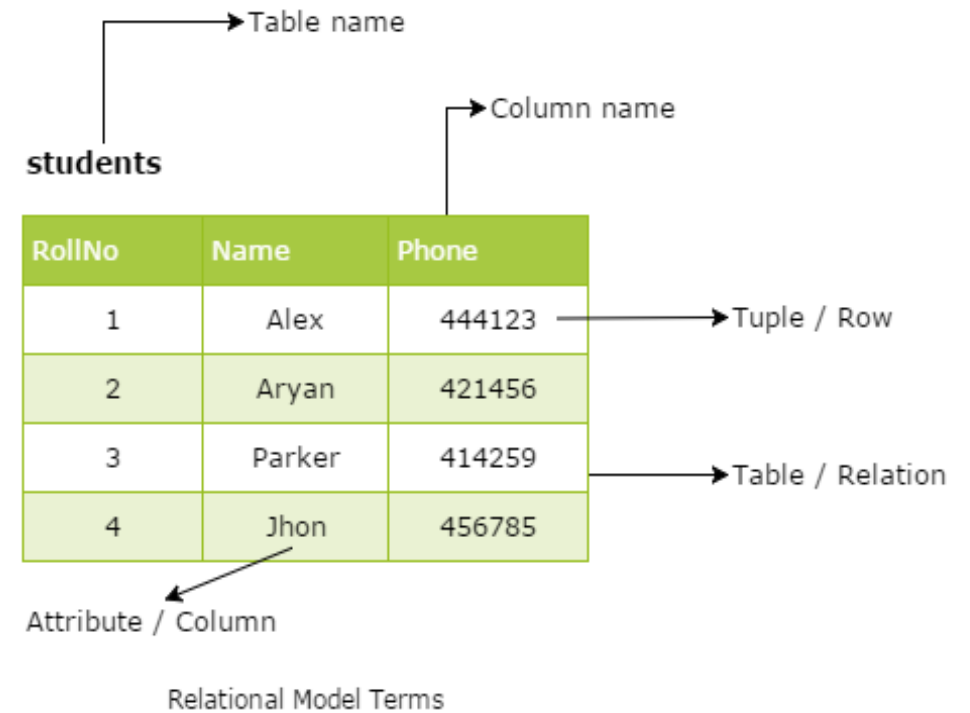 Table name
Column name
students
RollNo Name Phone
1 Alex 444123
Tuple / Row
2 Aryan 421456
3 Parker 414259
Table / Relation
4 Jhon 456785
Attribute / Column
Relational Model Terms